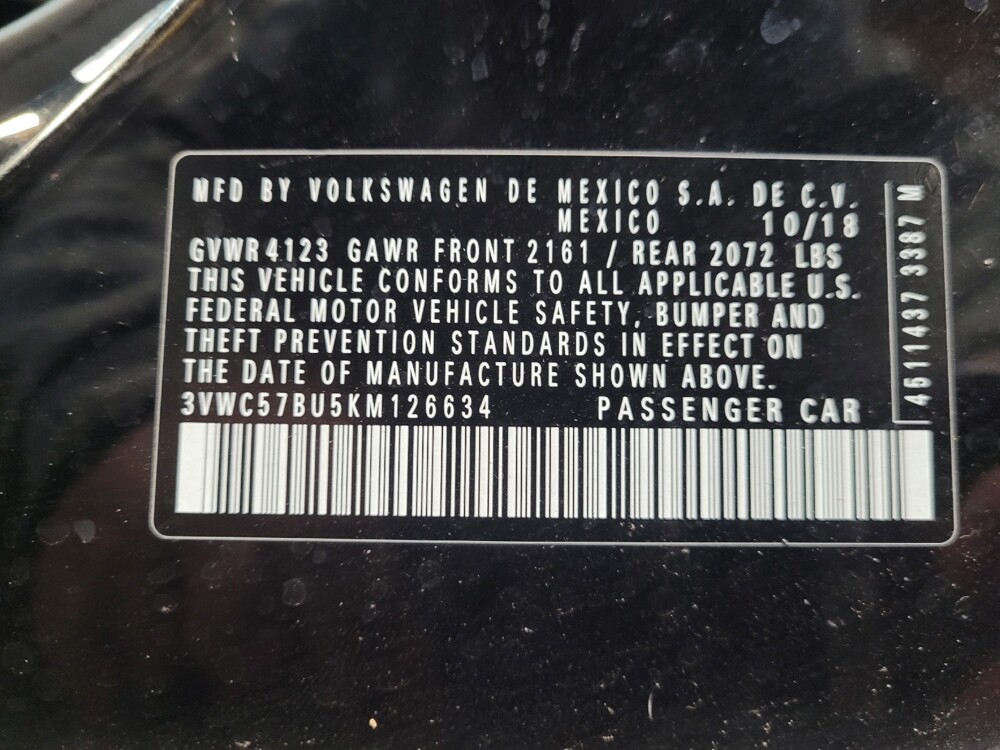 MFD BY VOLKSWAGEN DE MEXICO S.A. DE C.V.
MEXICO 10/18
GVWR 4123 GAWR FRONT 2161 / REAR 2072 LBS
THIS VEHICLE CONFORMS TO ALL APPLICABLE U.S.
FEDERAL MOTOR VEHICLE SAFETY, BUMPER AND
THEFT PREVENTION STANDARDS IN EFFECT ON
THE DATE OF MANUFACTURE SHOWN ABOVE.
3VWC57BU5KM126634 PASSENGER CAR
4611437 3387 M